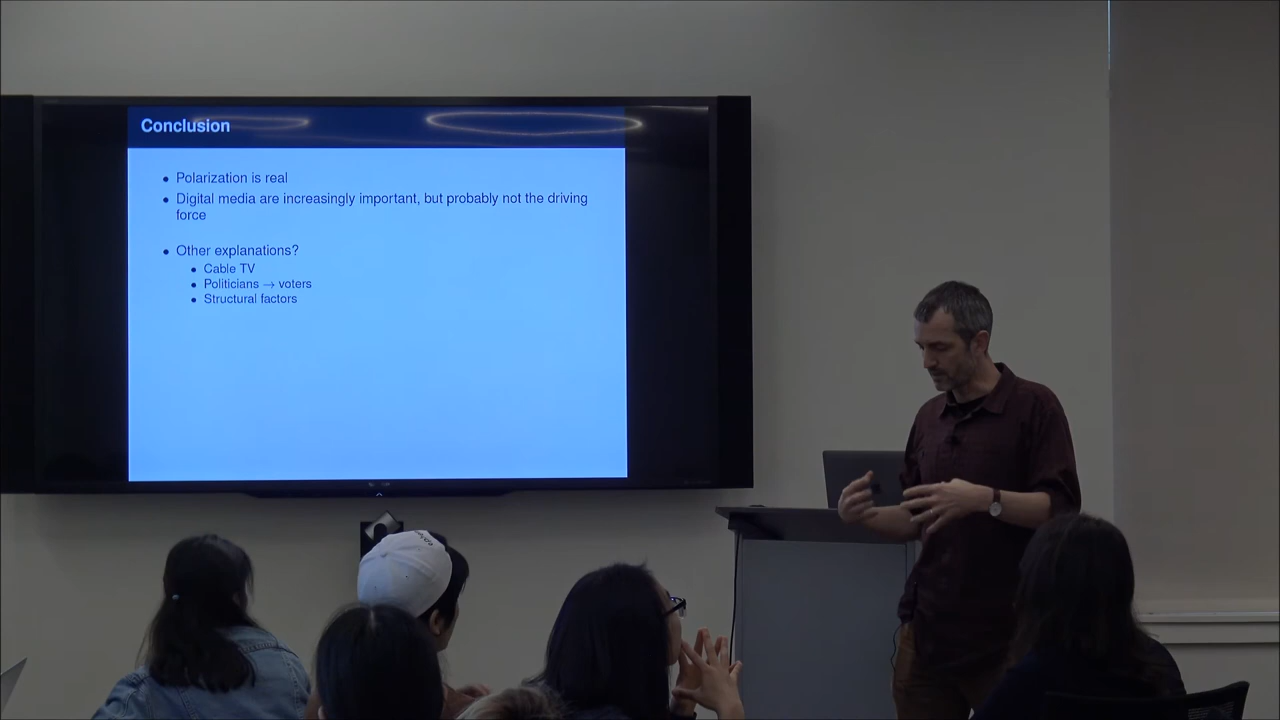 Conclusion
• Polarization is real
• Digital media are increasingly important, but probably not the driving
force
• Other explanations?
• Cable TV
• Politicians → voters
• Structural factors